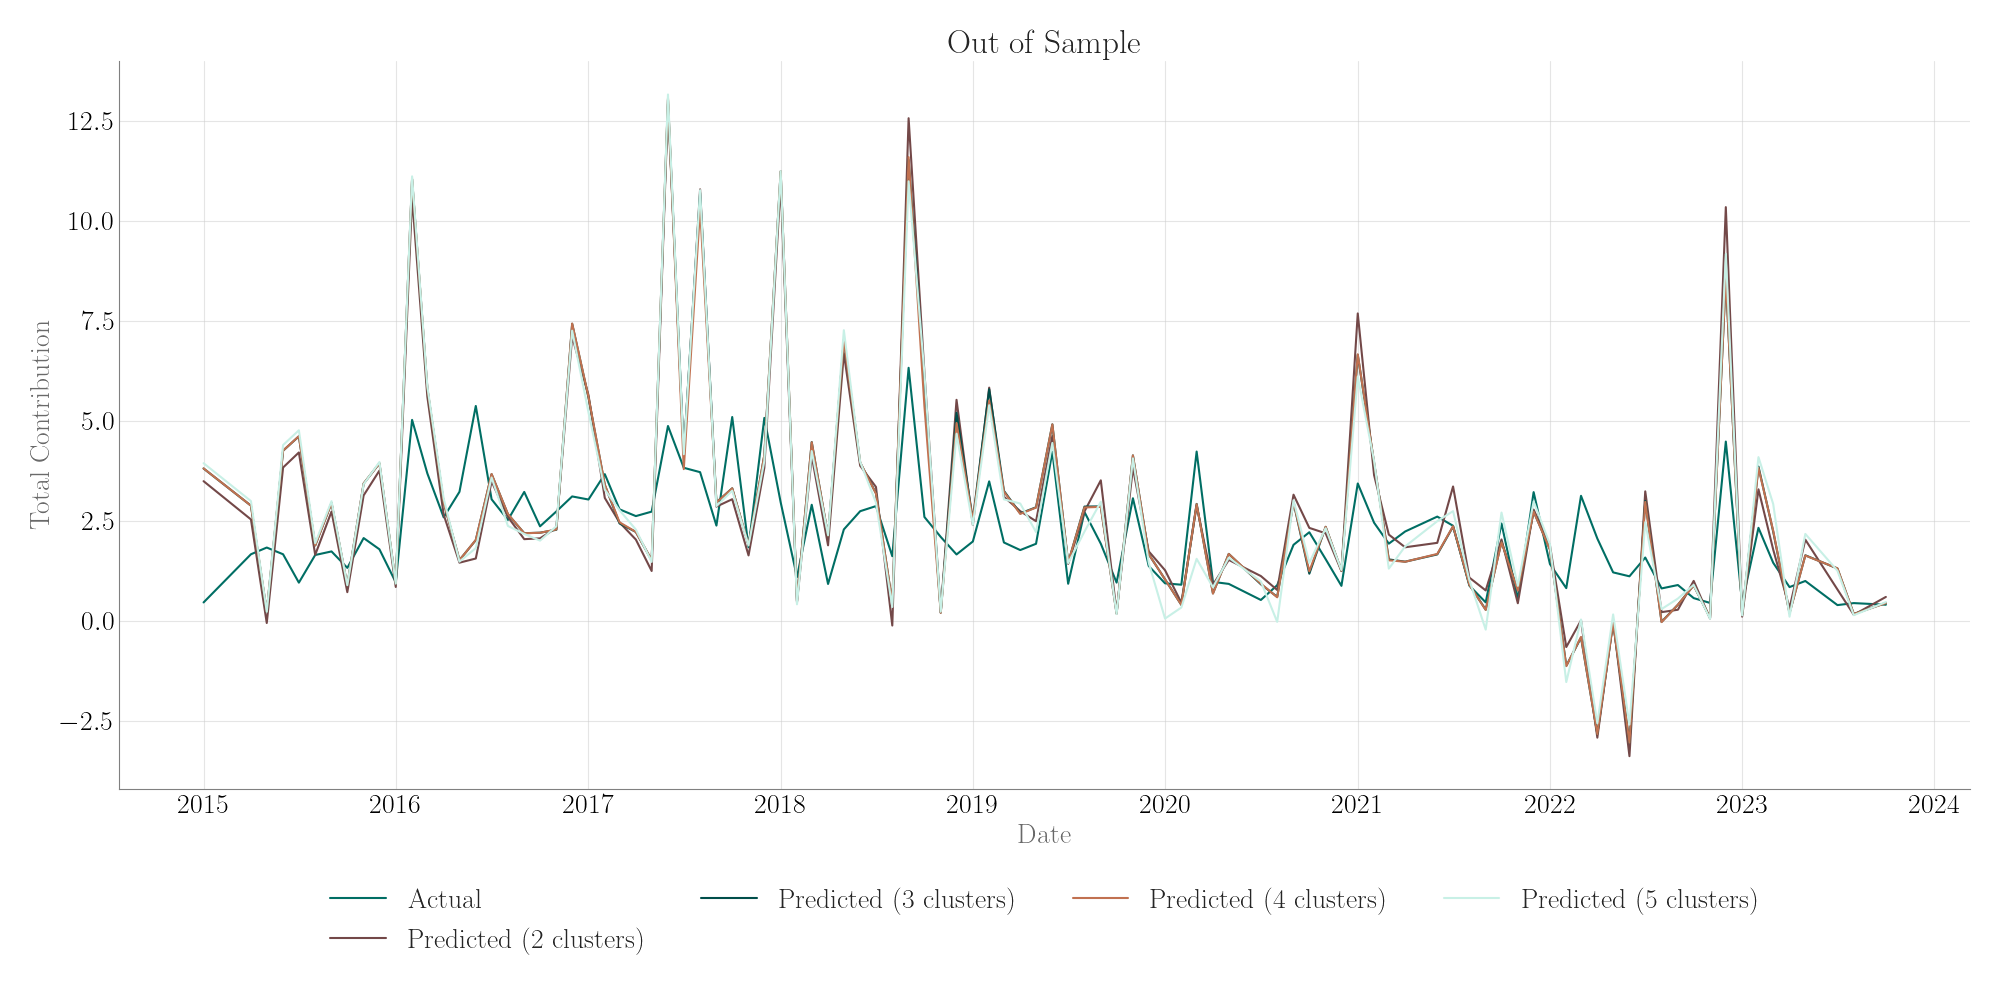 Out of Sample
12.5
10.0
7.5
5.0
2.5
0.0
−2.5
Total Contribution
2015 2016 2017 2018 2019 2020 2021 2022 2023 2024
Date
Actual Predicted (3 clusters) Predicted (4 clusters) Predicted (5 clusters)
Predicted (2 clusters)